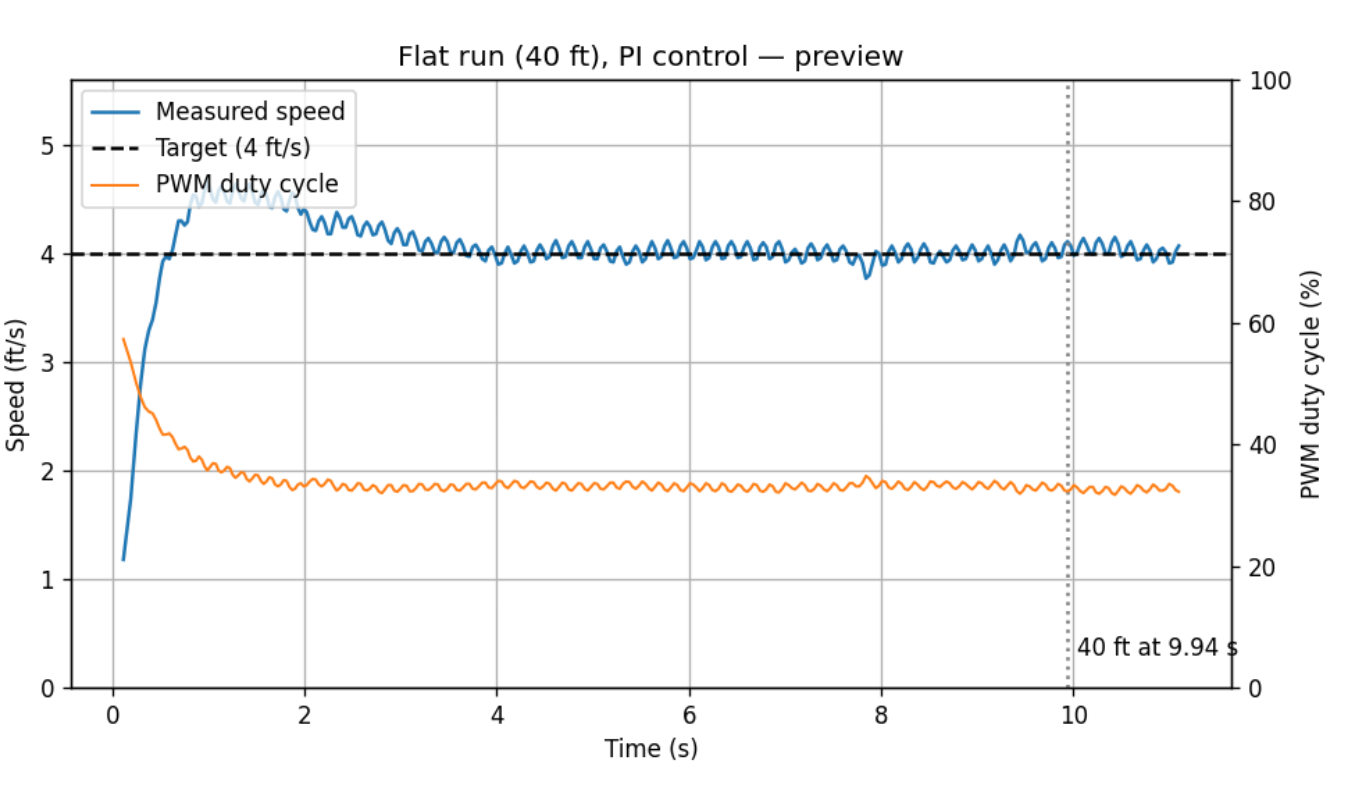 Flat run (40 ft), PI control — preview
Measured speed
Target (4 ft/s)
PWM duty cycle
Speed (ft/s)
5
4
3
2
1
0
100
80
60
40
20
0
PWM duty cycle (%)
40 ft at 9.94 s
0 2 4 6 8 10
Time (s)